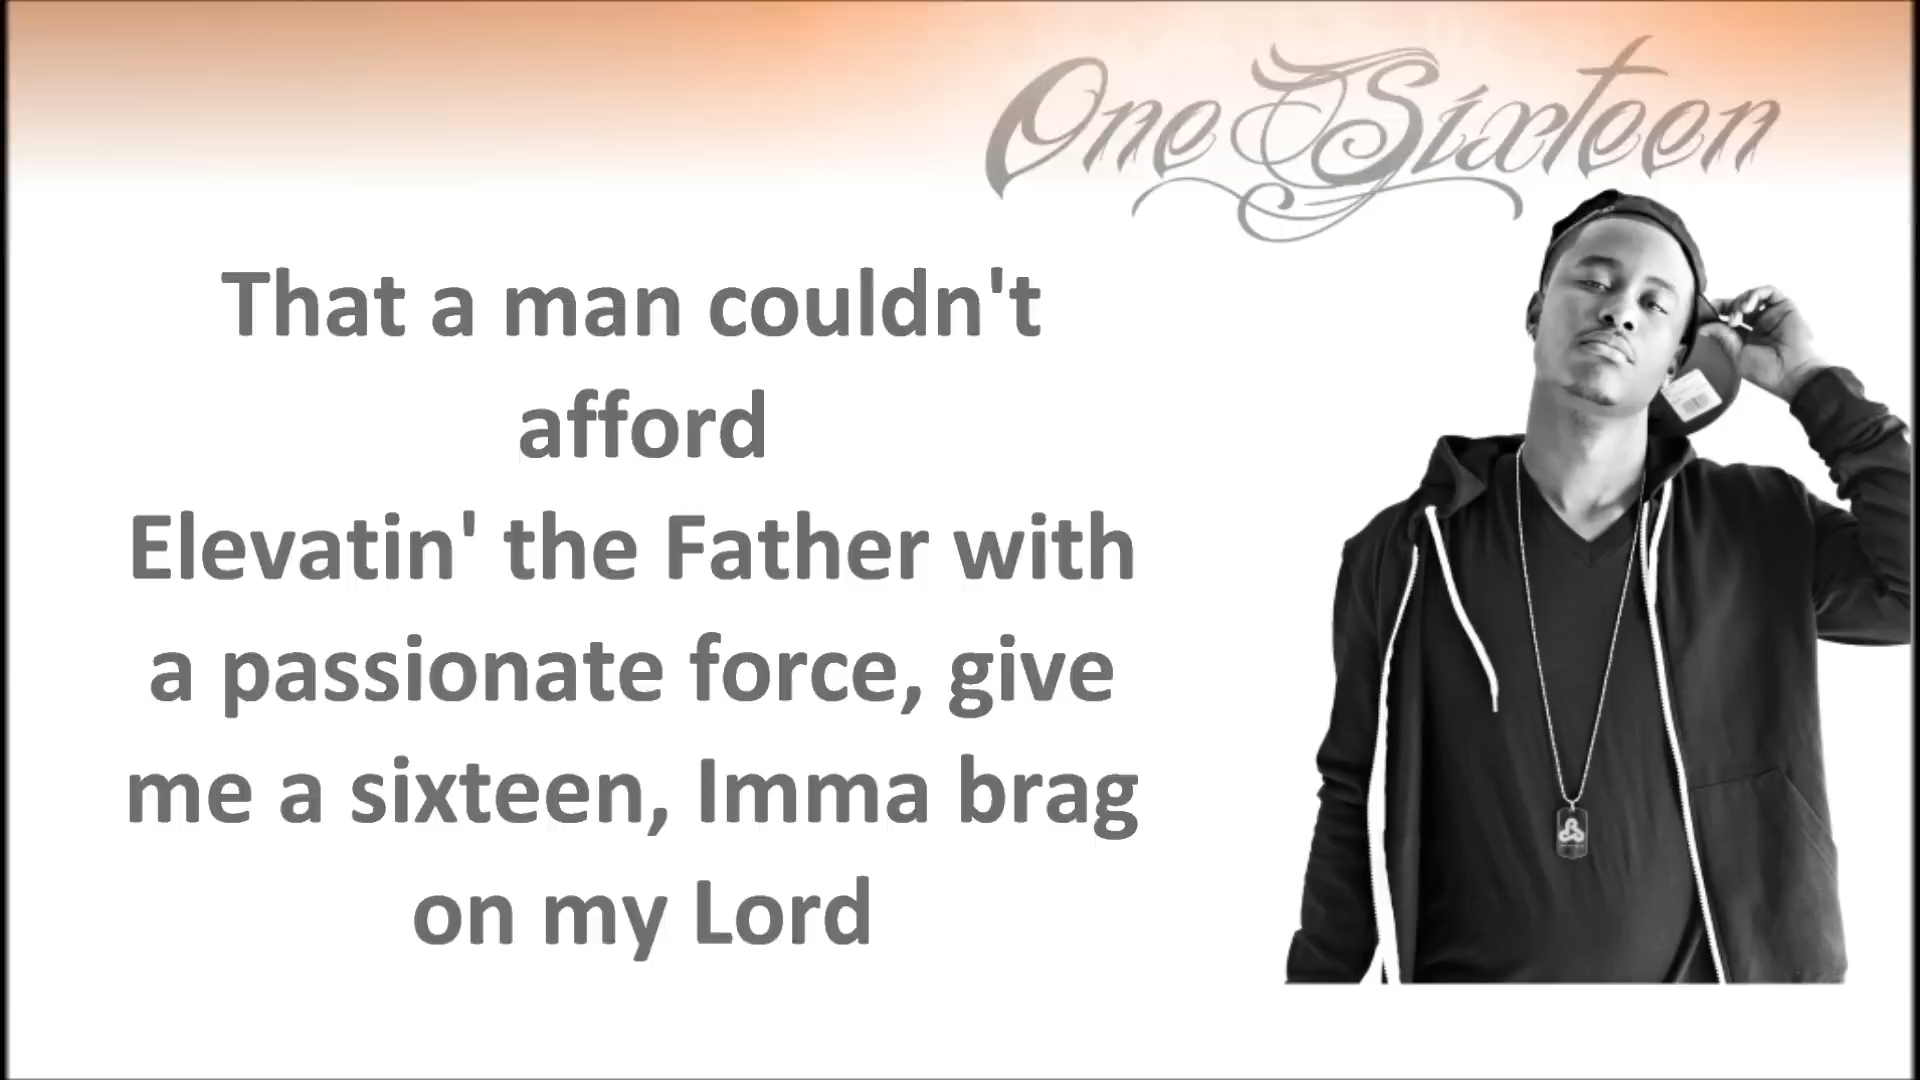 One Sixteen
That a man couldn't
afford
Elevatin' the Father with
a passionate force, give
me a sixteen, Imma brag
on my Lord